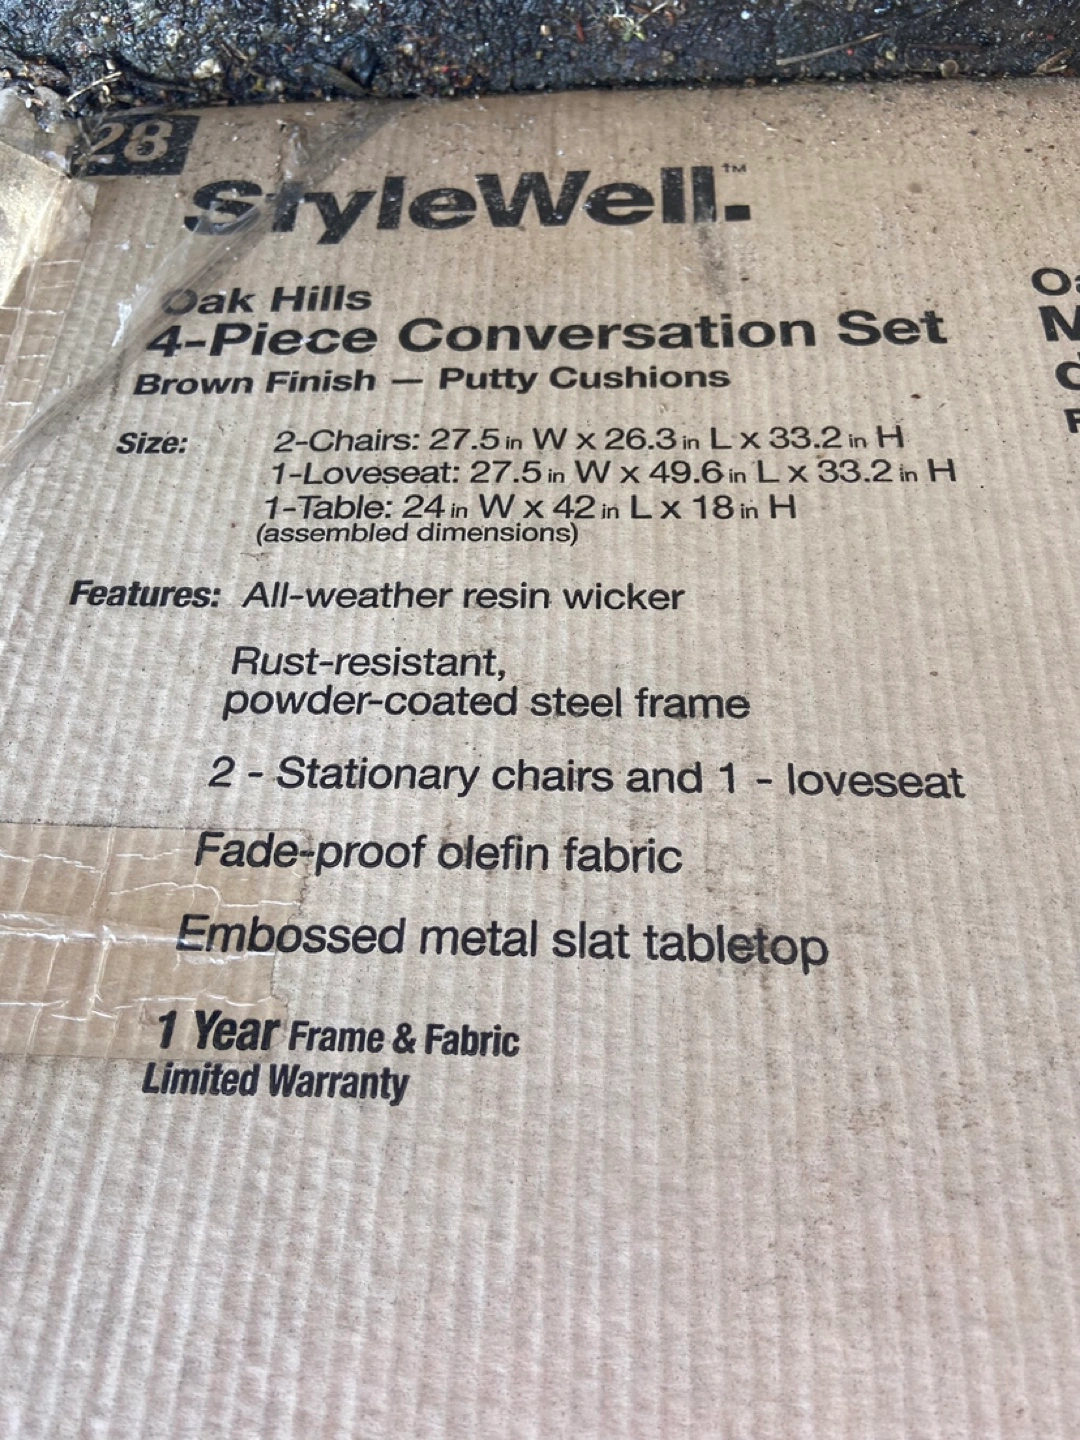 28
StyleWell.™
Oak Hills
4-Piece Conversation Set
Brown Finish — Putty Cushions
Size: 2-Chairs: 27.5 in W x 26.3 in L x 33.2 in H
1-Loveseat: 27.5 in W x 49.6 in L x 33.2 in H
1-Table: 24 in W x 42 in L x 18 in H
(assembled dimensions)
Features: All-weather resin wicker
Rust-resistant,
powder-coated steel frame
2 - Stationary chairs and 1 - loveseat
Fade-proof olefin fabric
Embossed metal slat tabletop
1 Year Frame & Fabric
Limited Warranty